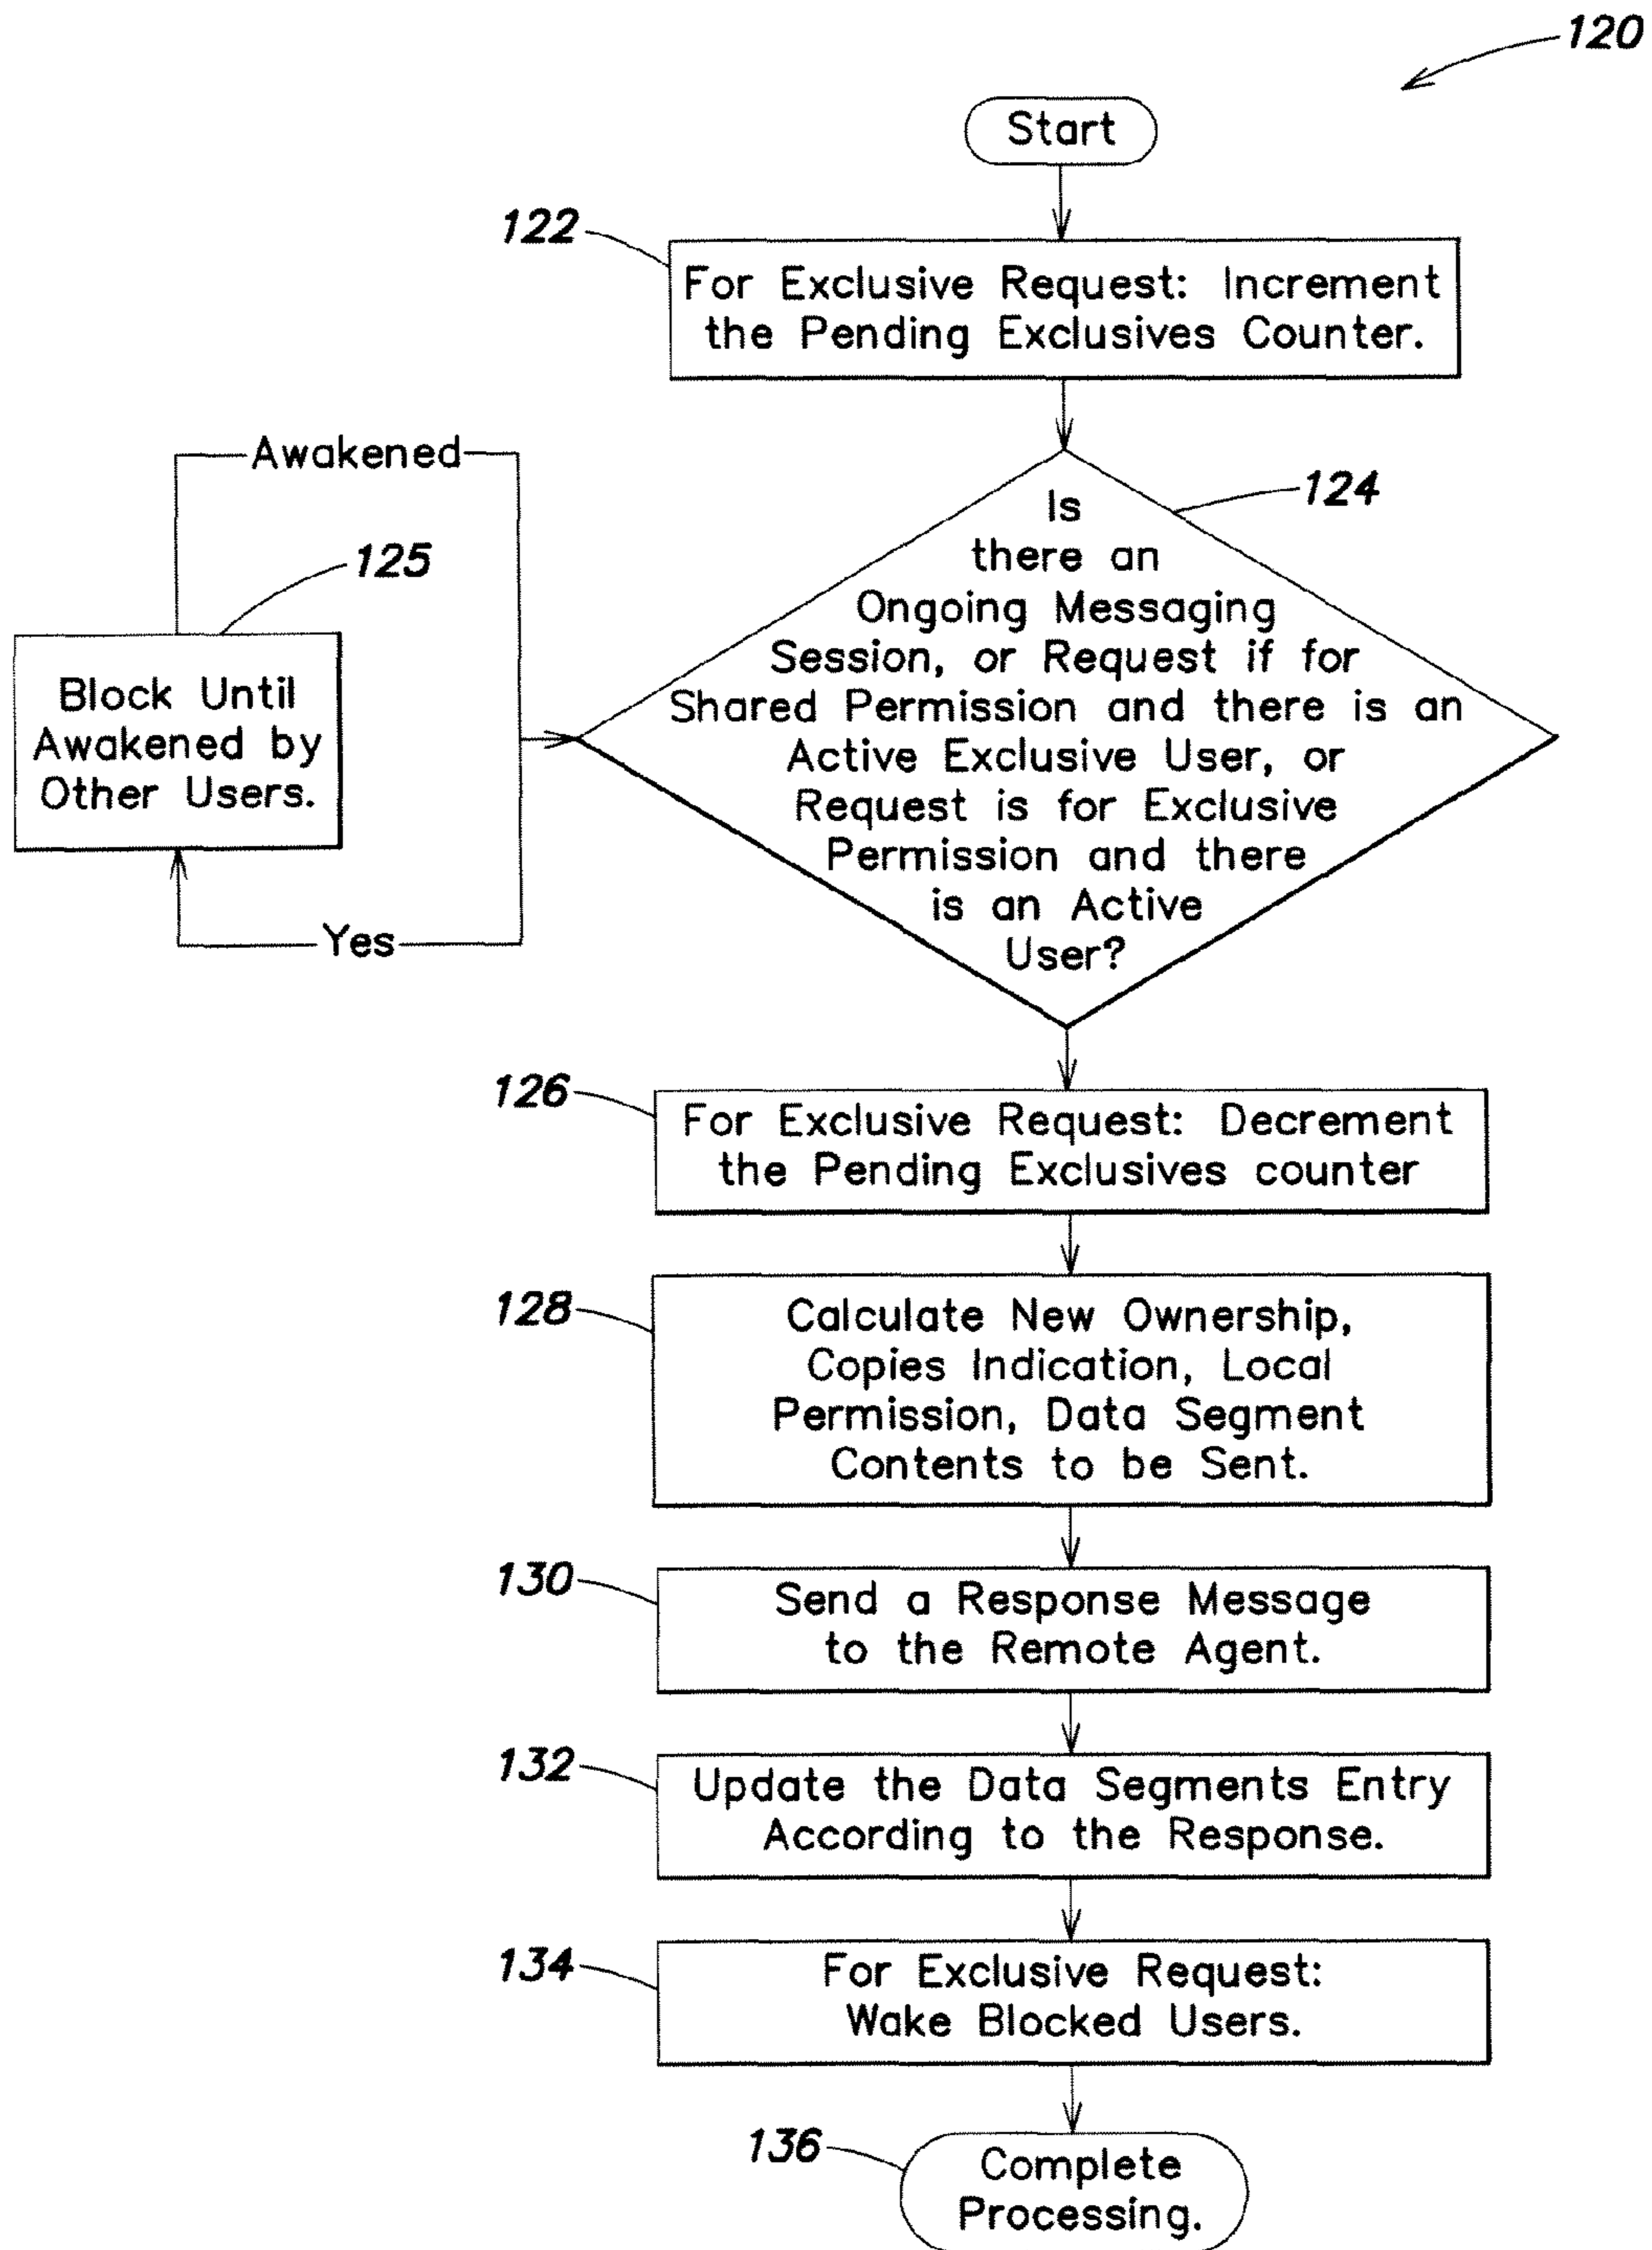 120
Start
122
For Exclusive Request: Increment
the Pending Exclusives Counter.
Awakened
124
Is
there an
Ongoing Messaging
Session, or Request if for
Shared Permission and there is an
Active Exclusive User, or
Request is for Exclusive
Permission and there
is an Active
User?
125
Block Until
Awakened by
Other Users.
Yes
126
For Exclusive Request: Decrement
the Pending Exclusives counter
128
Calculate New Ownership,
Copies Indication, Local
Permission, Data Segment
Contents to be Sent.
130
Send a Response Message
to the Remote Agent.
132
Update the Data Segments Entry
According to the Response.
134
For Exclusive Request:
Wake Blocked Users.
136
Complete
Processing.